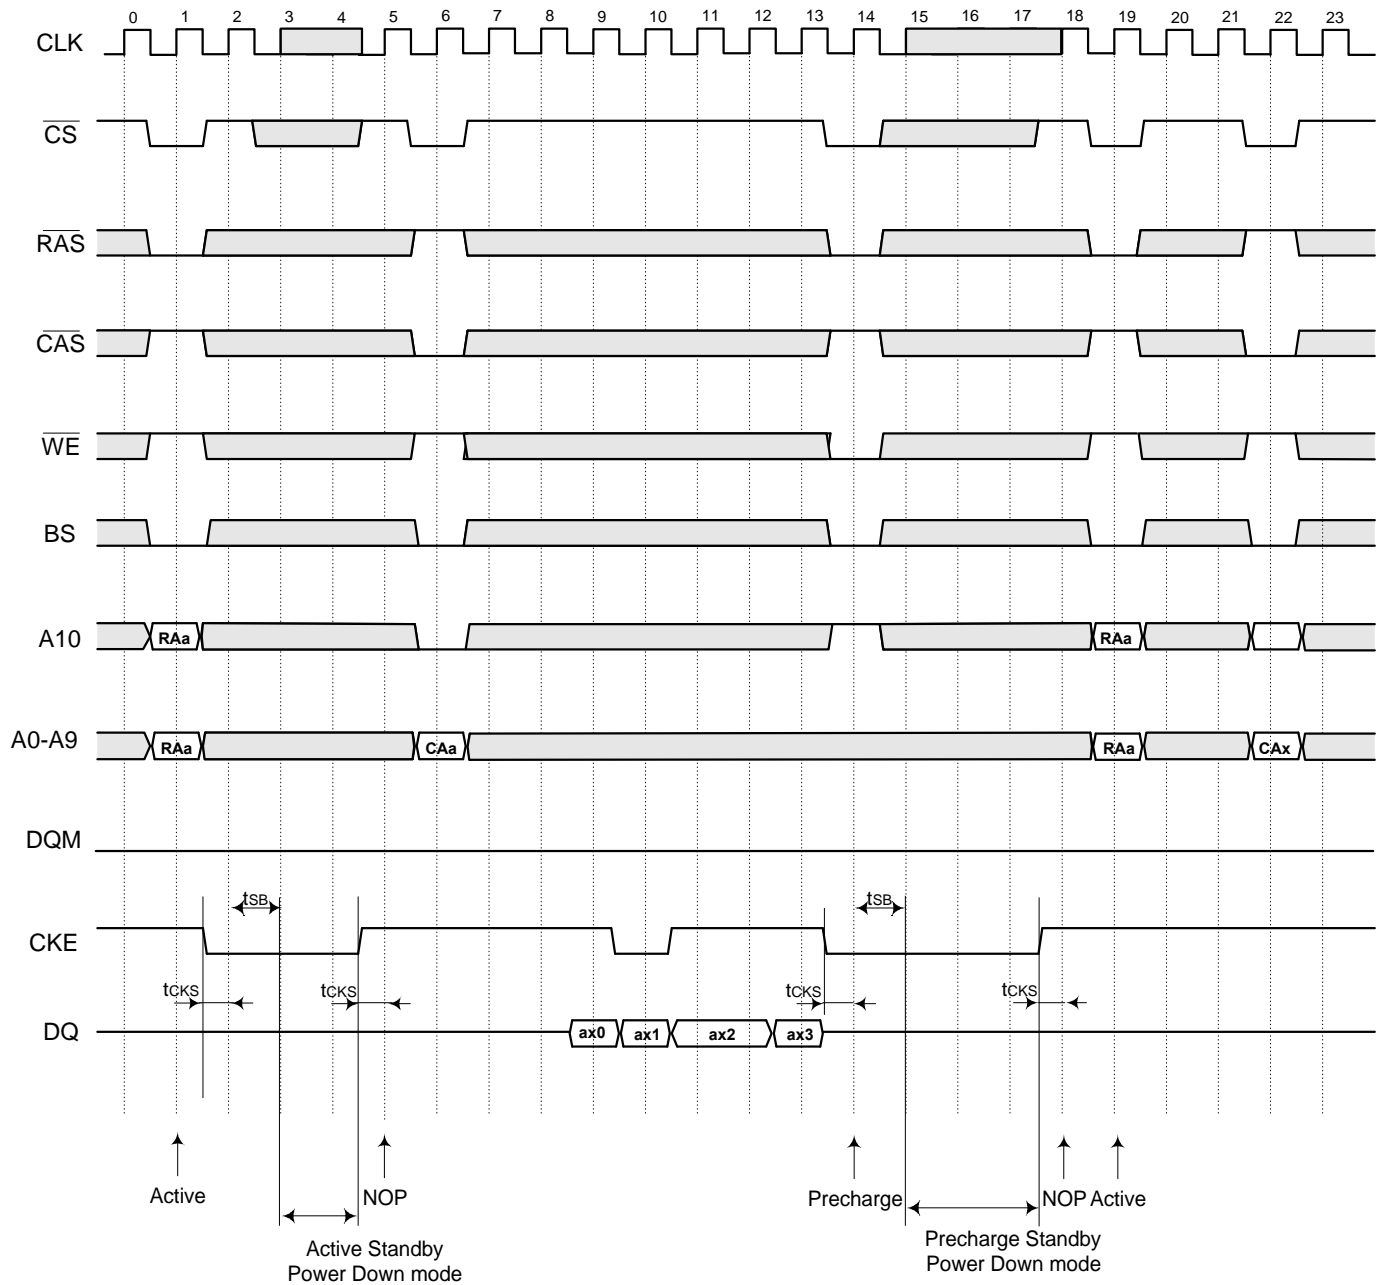 0 1 2 3 4 5 6 7 8 9 10 11 12 13 14 15 16 17 18 19 20 21 22 23
CLK
CS
RAS
CAS
WE
BS
A10 RAa RAa
A0-A9 RAa CAa RAa CAx
DQM
tSB tSB
CKE
tCKS tCKS tCKS tCKS
DQ ax0 ax1 ax2 ax3
Active NOP Precharge NOP Active
Active Standby
Power Down mode
Precharge Standby
Power Down mode